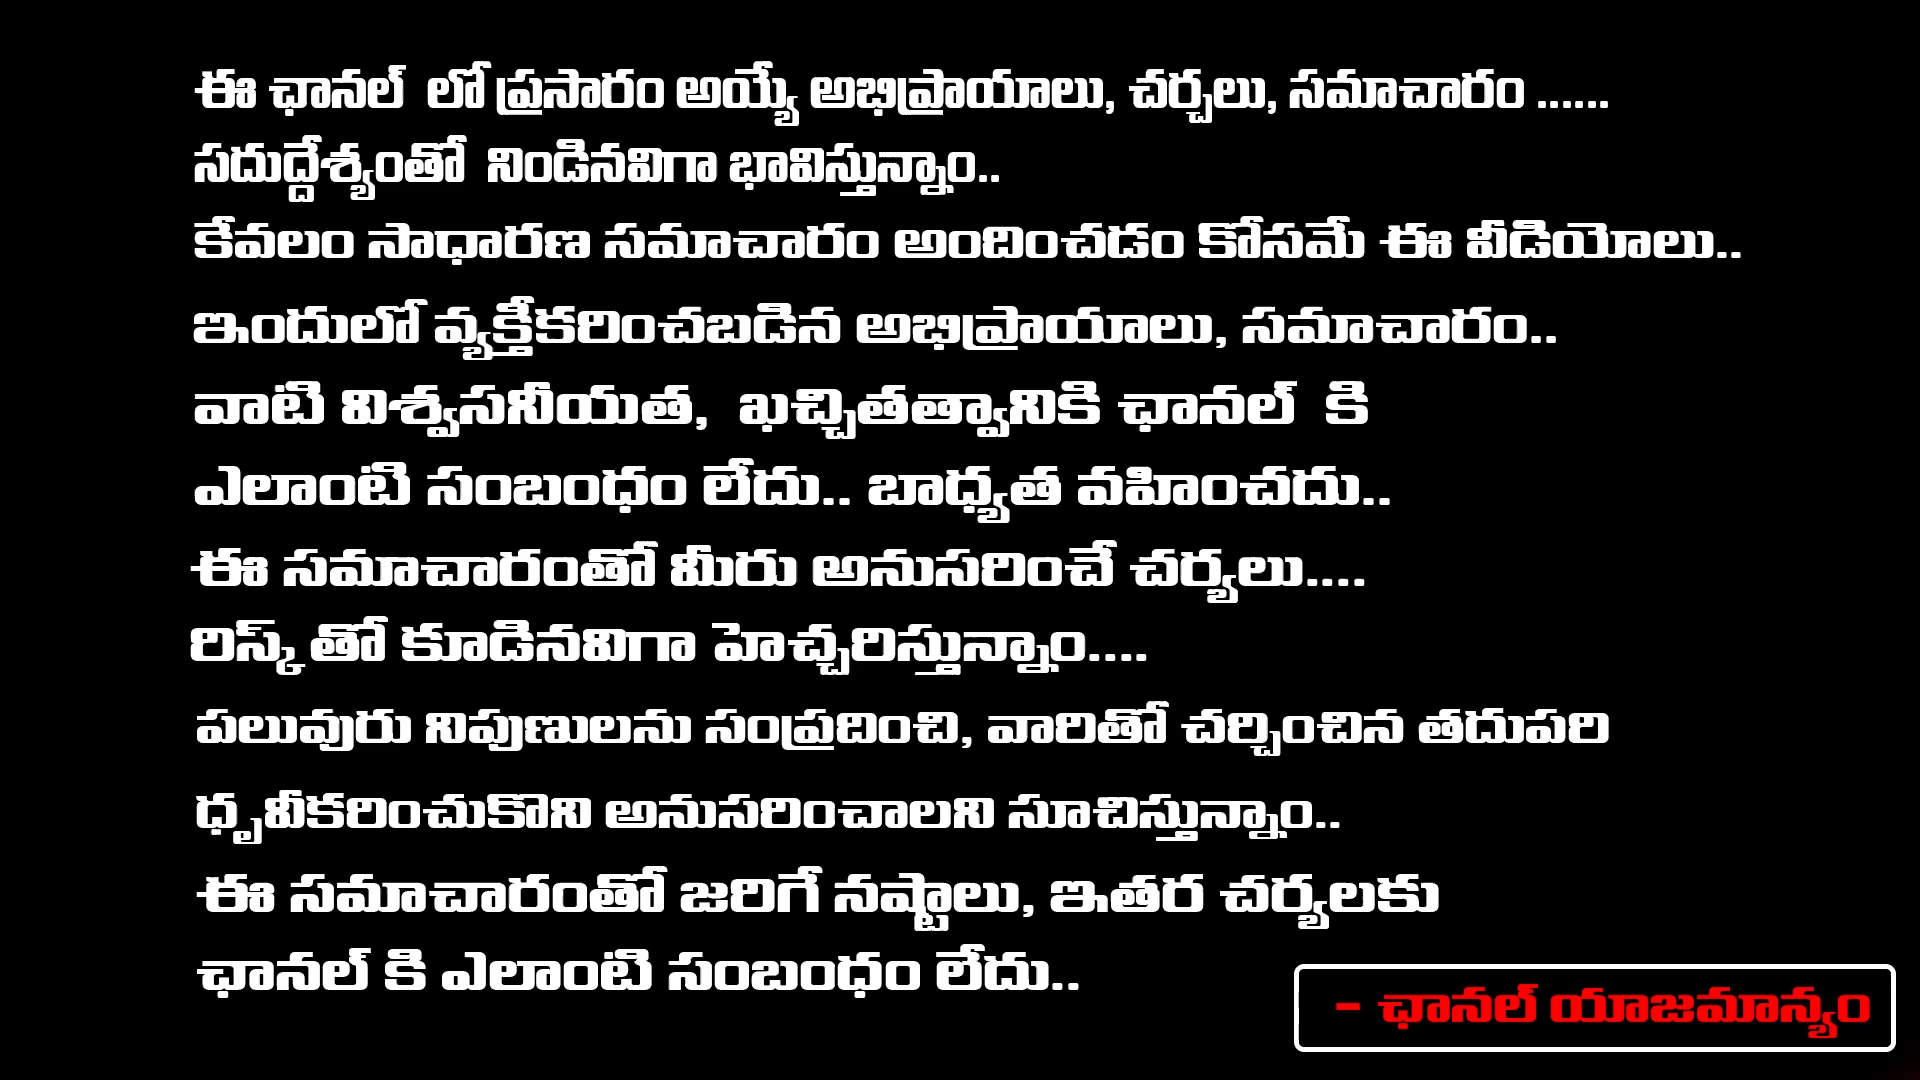 ఈ ఛానల్ లో ప్రసారం అయ్యే అభిప్రాయాలు, చర్చలు, సమాచారం ......
సదుద్దేశ్యంతో నిండినవిగా భావిస్తున్నాం..
కేవలం సాధారణ సమాచారం అందించడం కోసమే ఈ వీడియోలు..
ఇందులో వ్యక్తీకరించబడిన అభిప్రాయాలు, సమాచారం..
వాటి విశ్వసనీయత, ఖచ్చితత్వానికి ఛానల్ కి
ఎలాంటి సంబంధం లేదు.. బాధ్యత వహించదు..
ఈ సమాచారంతో మీరు అనుసరించే చర్యలు....
రిస్క్ తో కూడినవిగా హెచ్చరిస్తున్నాం....
పలువురు నిపుణులను సంప్రదించి, వారితో చర్చించిన తదుపరి
ధృవీకరించుకొని అనుసరించాలని సూచిస్తున్నాం..
ఈ సమాచారంతో జరిగే నష్టాలు, ఇతర చర్యలకు
ఛానల్ కి ఎలాంటి సంబంధం లేదు..
- ఛానల్ యాజమాన్యం